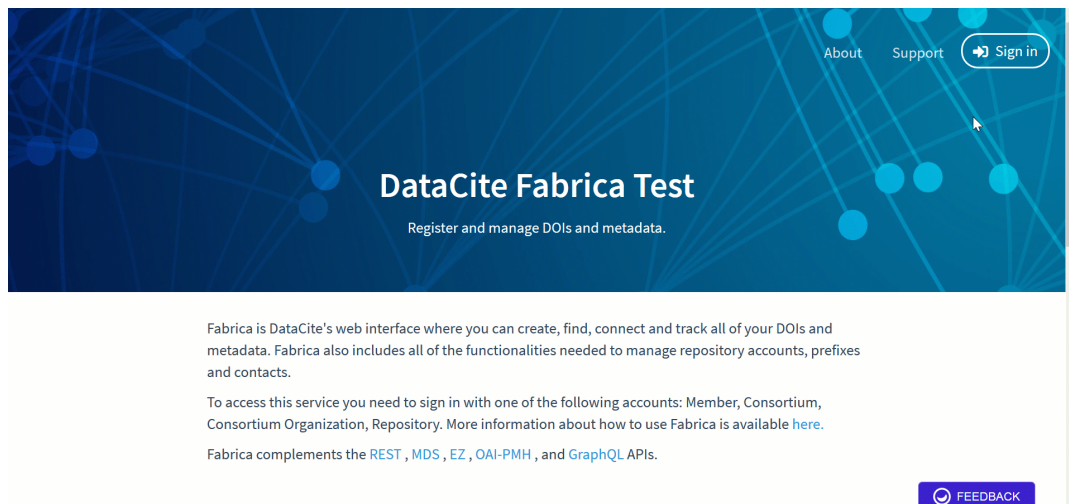 About Support Sign in
DataCite Fabrica Test
Register and manage DOIs and metadata.
Fabrica is DataCite's web interface where you can create, find, connect and track all of your DOIs and
metadata. Fabrica also includes all of the functionalities needed to manage repository accounts, prefixes
and contacts.
To access this service you need to sign in with one of the following accounts: Member, Consortium,
Consortium Organization, Repository. More information about how to use Fabrica is available here.
Fabrica complements the REST , MDS , EZ , OAI-PMH , and GraphQL APIs.
FEEDBACK